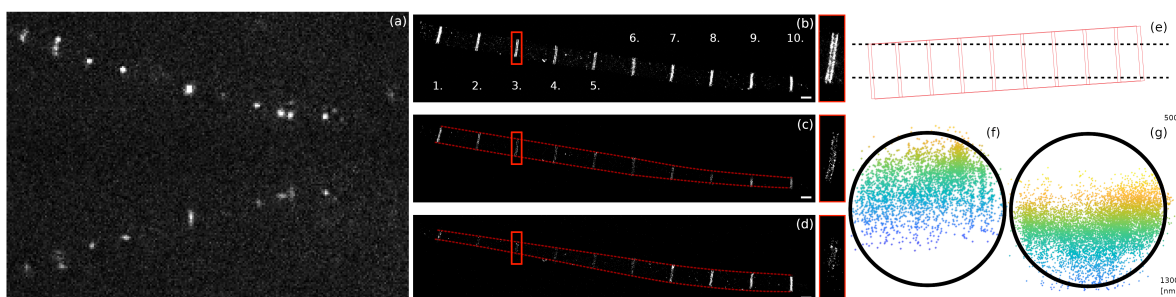 (a)
(b)
6. 7. 8. 9. 10.
1. 2. 3. 4. 5.
(c)
(d)
(e)
500
(f)
(g)
1300
[nm]